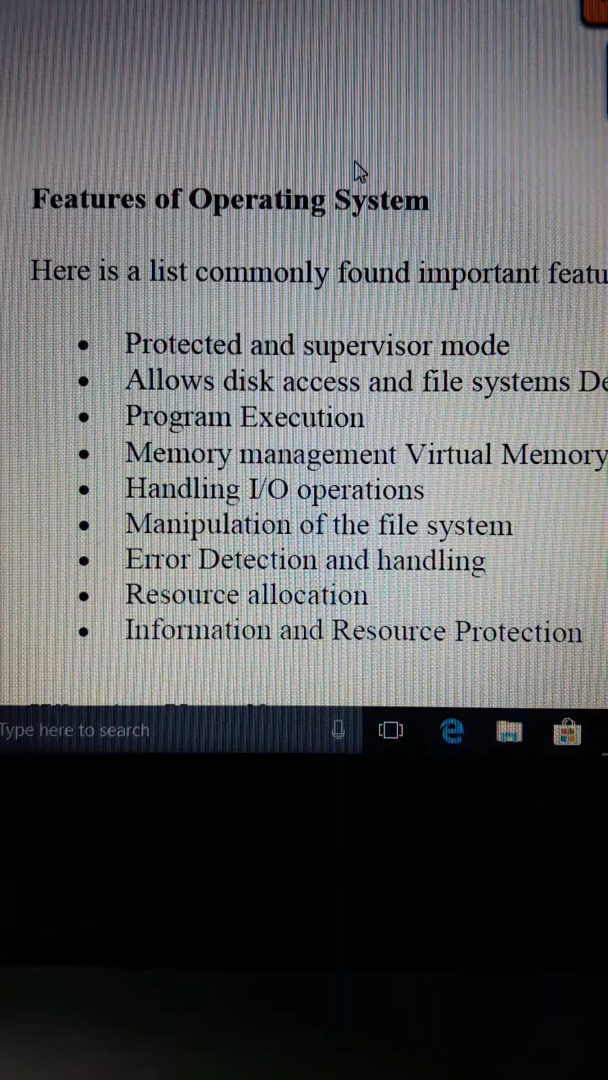 Features of Operating System
Here is a list commonly found important
• Protected and supervisor mode
• Allows disk access and file systems
• Program Execution
• Memory management Virtual Memory
• Handling I/O operations
• Manipulation of the file system
• Error Detection and handling
• Resource allocation
• Information and Resource Protection
Type here to search